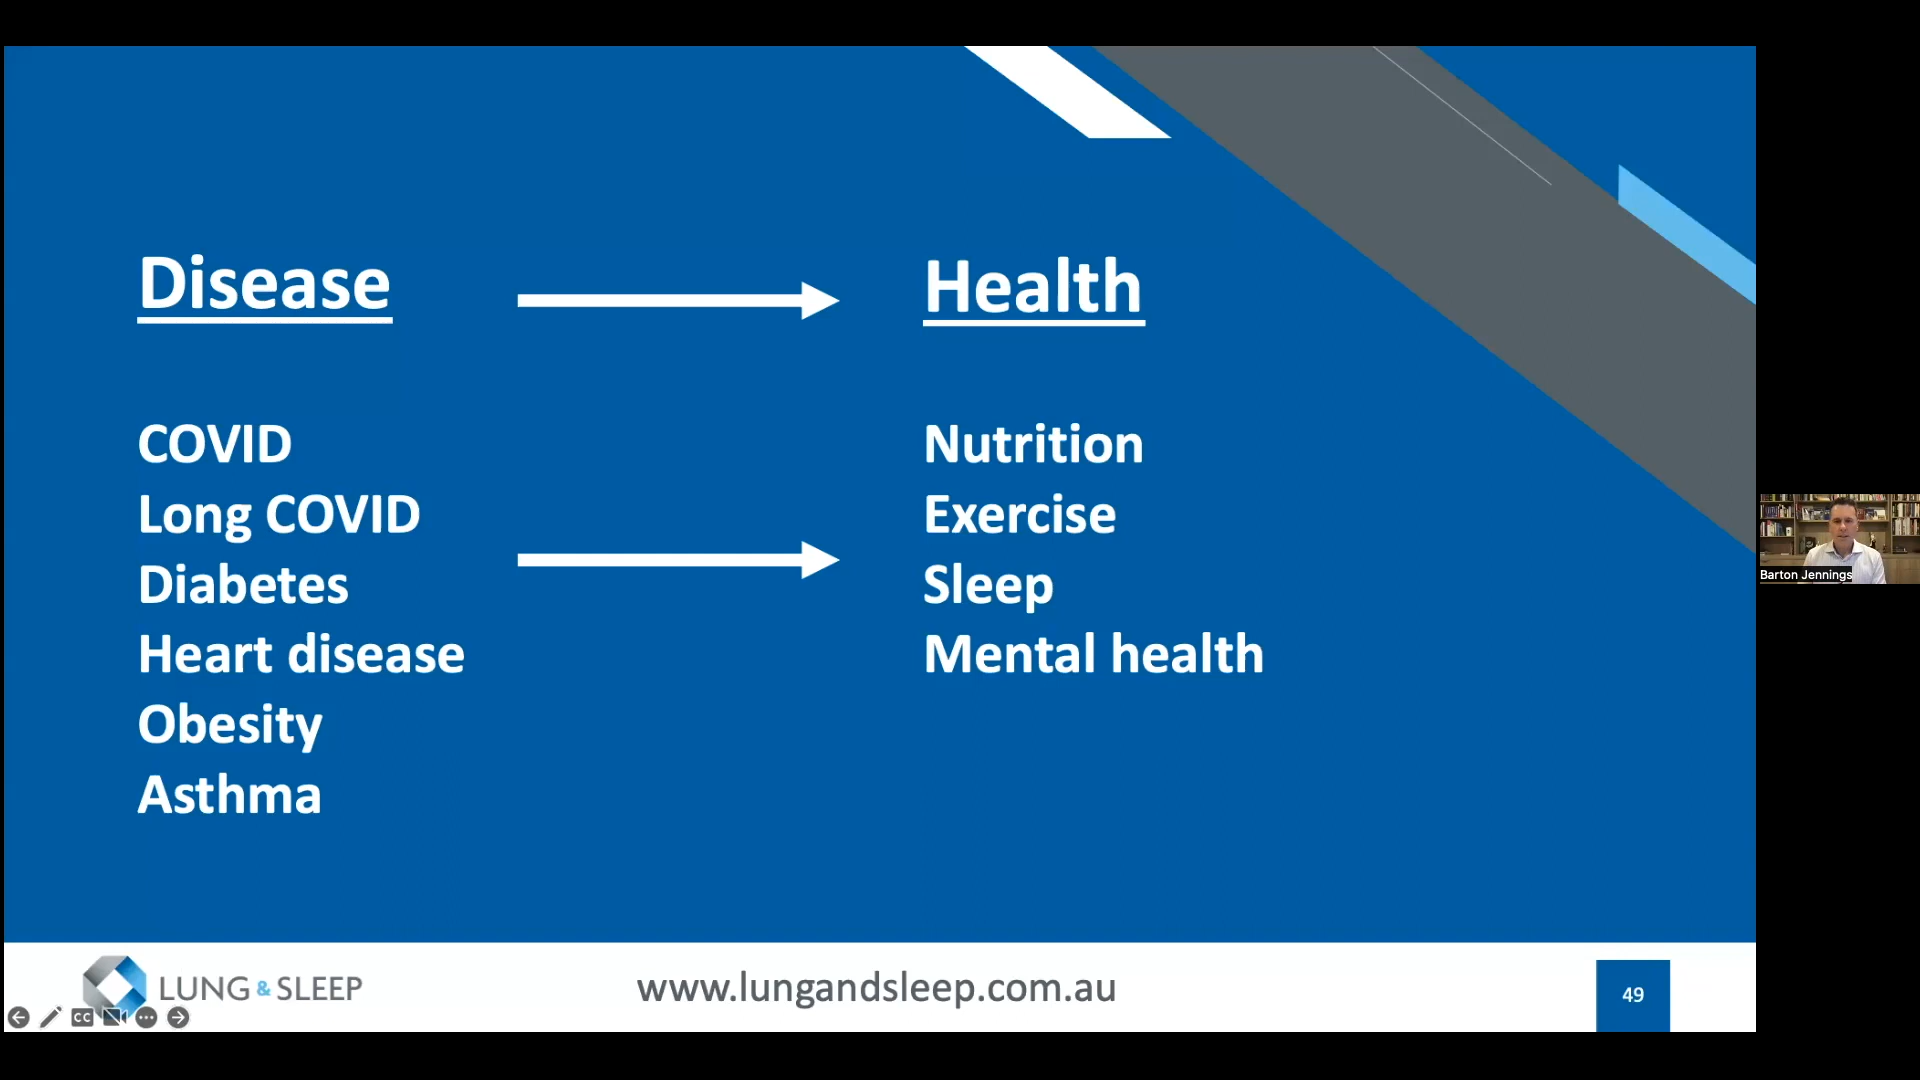 Disease
Health
COVID
Long COVID
Diabetes
Heart disease
Obesity
Asthma
Nutrition
Exercise
Sleep
Mental health
Barton Jennings
LUNG & SLEEP
www.lungandsleep.com.au
49
CC